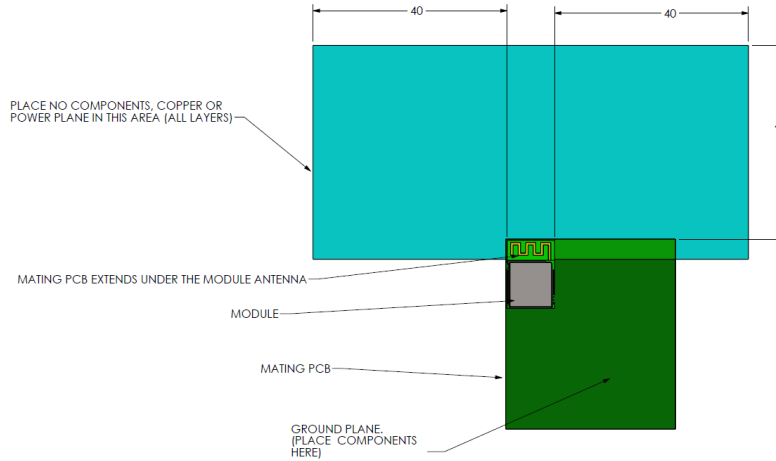 40
40
PLACE NO COMPONENTS, COPPER OR
POWER PLANE IN THIS AREA (ALL LAYERS)
MATING PCB EXTENDS UNDER THE MODULE ANTENNA
MODULE
MATING PCB
GROUND PLANE.
(PLACE COMPONENTS
HERE)